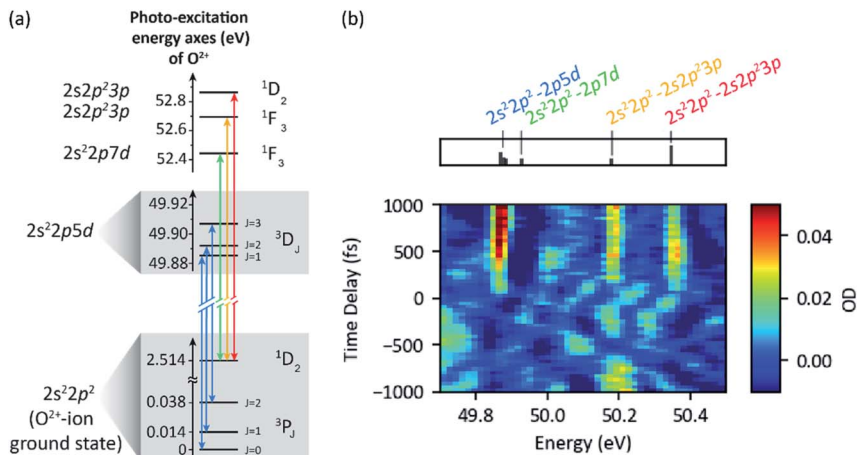 (a)
Photo-excitation
energy axes (eV)
of O²⁺
2s2p²3p
2s2p²3p
2s²2p7d
52.8
52.6
52.4
¹D₂
¹F₃
¹F₃
2s²2p5d
49.92
49.90
49.88
J=3
J=2
J=1
³D_J
2s²2p²
(O²⁺-ion
ground state)
2.514
≈
0.038
0.014
0
¹D₂
J=2
J=1
J=0
³P_J
(b)
2s²2p²-2p5d
2s²2p²-2p7d
2s²2p²-2s2p²3p
2s²2p²-2s2p²3p
Time Delay (fs)
1000
500
0
−500
−1000
49.8 50.0 50.2 50.4
Energy (eV)
0.04
0.02
0.00
OD